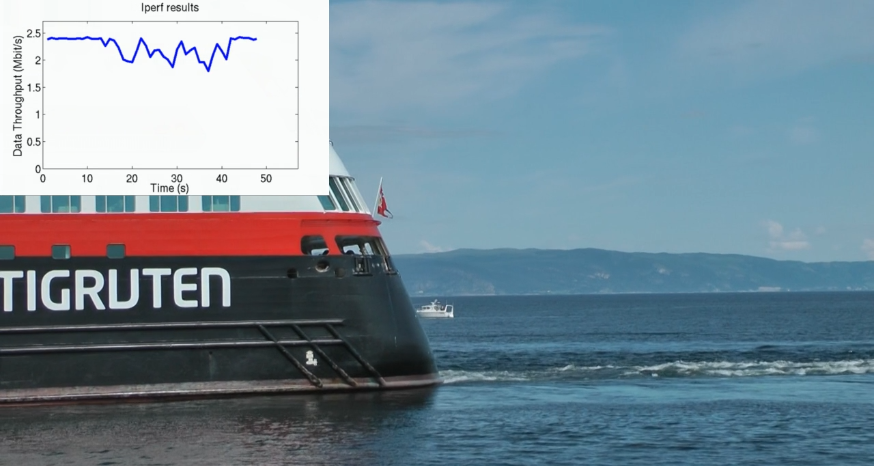 Iperf results
Data Throughput (Mbit/s)
2.5
2
1.5
1
0.5
0
0 10 20 30 40 50
Time (s)
TIGRUTEN